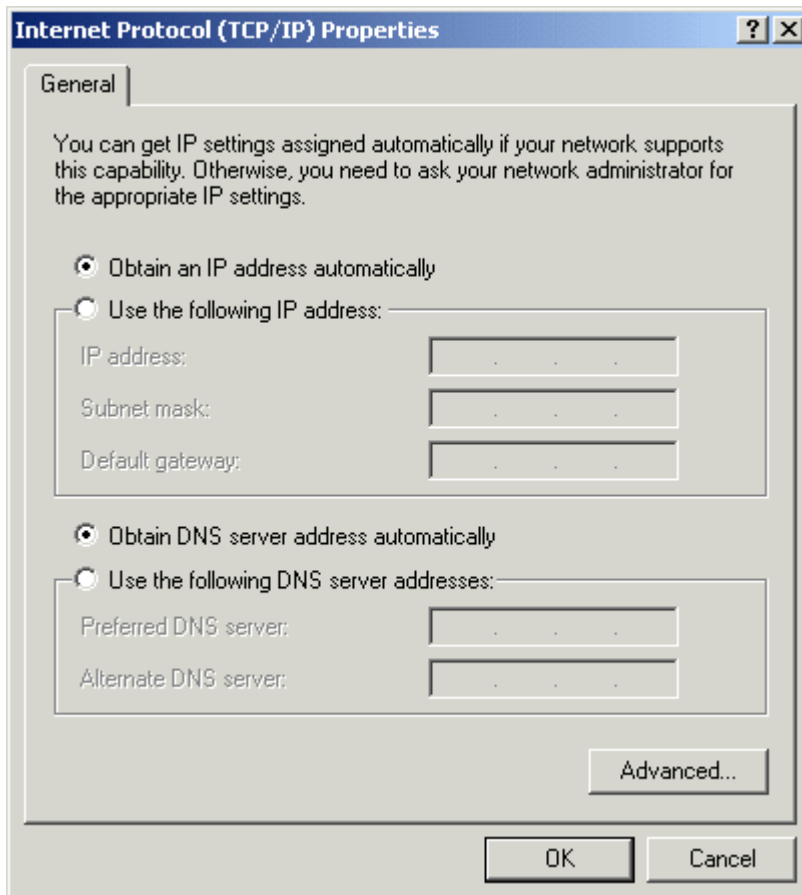 Internet Protocol (TCP/IP) Properties
General
You can get IP settings assigned automatically if your network supports
this capability. Otherwise, you need to ask your network administrator for
the appropriate IP settings.
Obtain an IP address automatically
Use the following IP address:
IP address:
Subnet mask:
Default gateway:
Obtain DNS server address automatically
Use the following DNS server addresses:
Preferred DNS server:
Alternate DNS server:
Advanced...
OK
Cancel